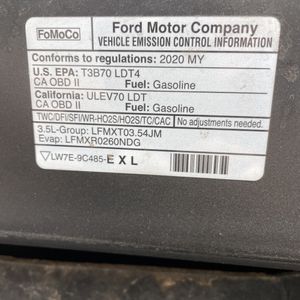 FoMoCo
Ford Motor Company
VEHICLE EMISSION CONTROL INFORMATION
Conforms to regulations: 2020 MY
U.S. EPA: T3B70 LDT4
CA OBD II Fuel: Gasoline
California: ULEV70 LDT
CA OBD II Fuel: Gasoline
TWC/DFI/SFI/WR-HO2S/HO2S/TC/CAC No adjustments needed.
3.5L-Group: LFMXT03.54JM
Evap: LFMXR0260NDG
LW7E-9C485-E X L